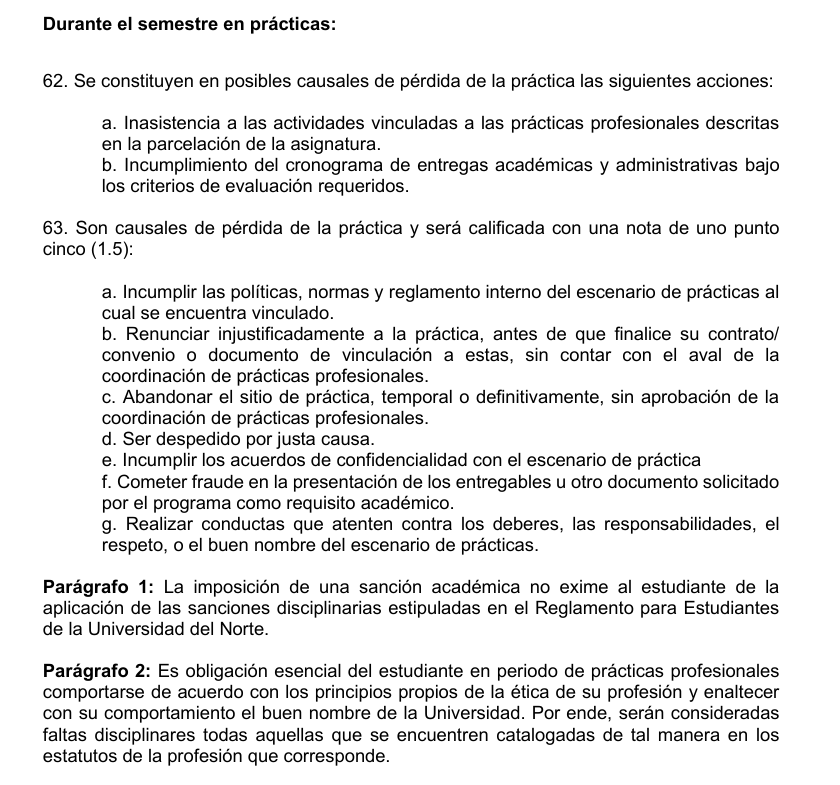 Durante el semestre en prácticas:
62. Se constituyen en posibles causales de pérdida de la práctica las siguientes acciones:
a. Inasistencia a las actividades vinculadas a las prácticas profesionales descritas
en la parcelación de la asignatura.
b. Incumplimiento del cronograma de entregas académicas y administrativas bajo
los criterios de evaluación requeridos.
63. Son causales de pérdida de la práctica y será calificada con una nota de uno punto
cinco (1.5):
a. Incumplir las políticas, normas y reglamento interno del escenario de prácticas al
cual se encuentra vinculado.
b. Renunciar injustificadamente a la práctica, antes de que finalice su contrato/
convenio o documento de vinculación a estas, sin contar con el aval de la
coordinación de prácticas profesionales.
c. Abandonar el sitio de práctica, temporal o definitivamente, sin aprobación de la
coordinación de prácticas profesionales.
d. Ser despedido por justa causa.
e. Incumplir los acuerdos de confidencialidad con el escenario de práctica
f. Cometer fraude en la presentación de los entregables u otro documento solicitado
por el programa como requisito académico.
g. Realizar conductas que atenten contra los deberes, las responsabilidades, el
respeto, o el buen nombre del escenario de prácticas.
Parágrafo 1: La imposición de una sanción académica no exime al estudiante de la
aplicación de las sanciones disciplinarias estipuladas en el Reglamento para Estudiantes
de la Universidad del Norte.
Parágrafo 2: Es obligación esencial del estudiante en periodo de prácticas profesionales
comportarse de acuerdo con los principios propios de la ética de su profesión y enaltecer
con su comportamiento el buen nombre de la Universidad. Por ende, serán consideradas
faltas disciplinares todas aquellas que se encuentren catalogadas de tal manera en los
estatutos de la profesión que corresponde.